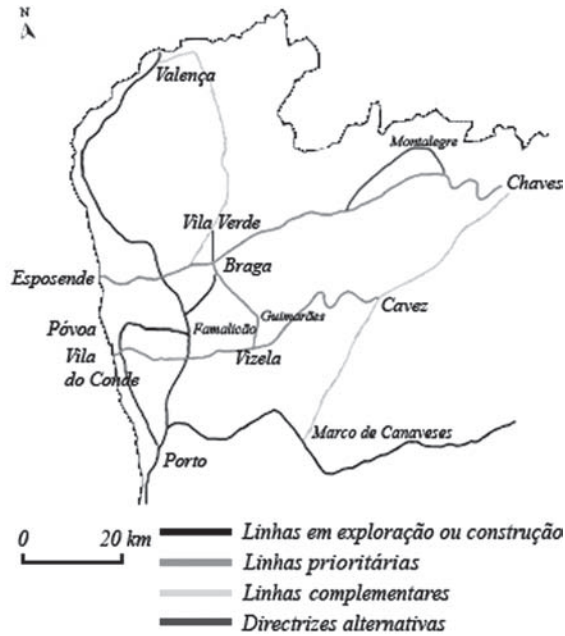 N
Valença
Montalegre
Chaves
Vila Verde
Braga
Esposende
Guimarães
Cavez
Póvoa
Famalicão
Vila
do Conde
Vizela
Marco de Canaveses
Porto
0 20 km
Linhas em exploração ou construção
Linhas prioritárias
Linhas complementares
Directrizes alternativas